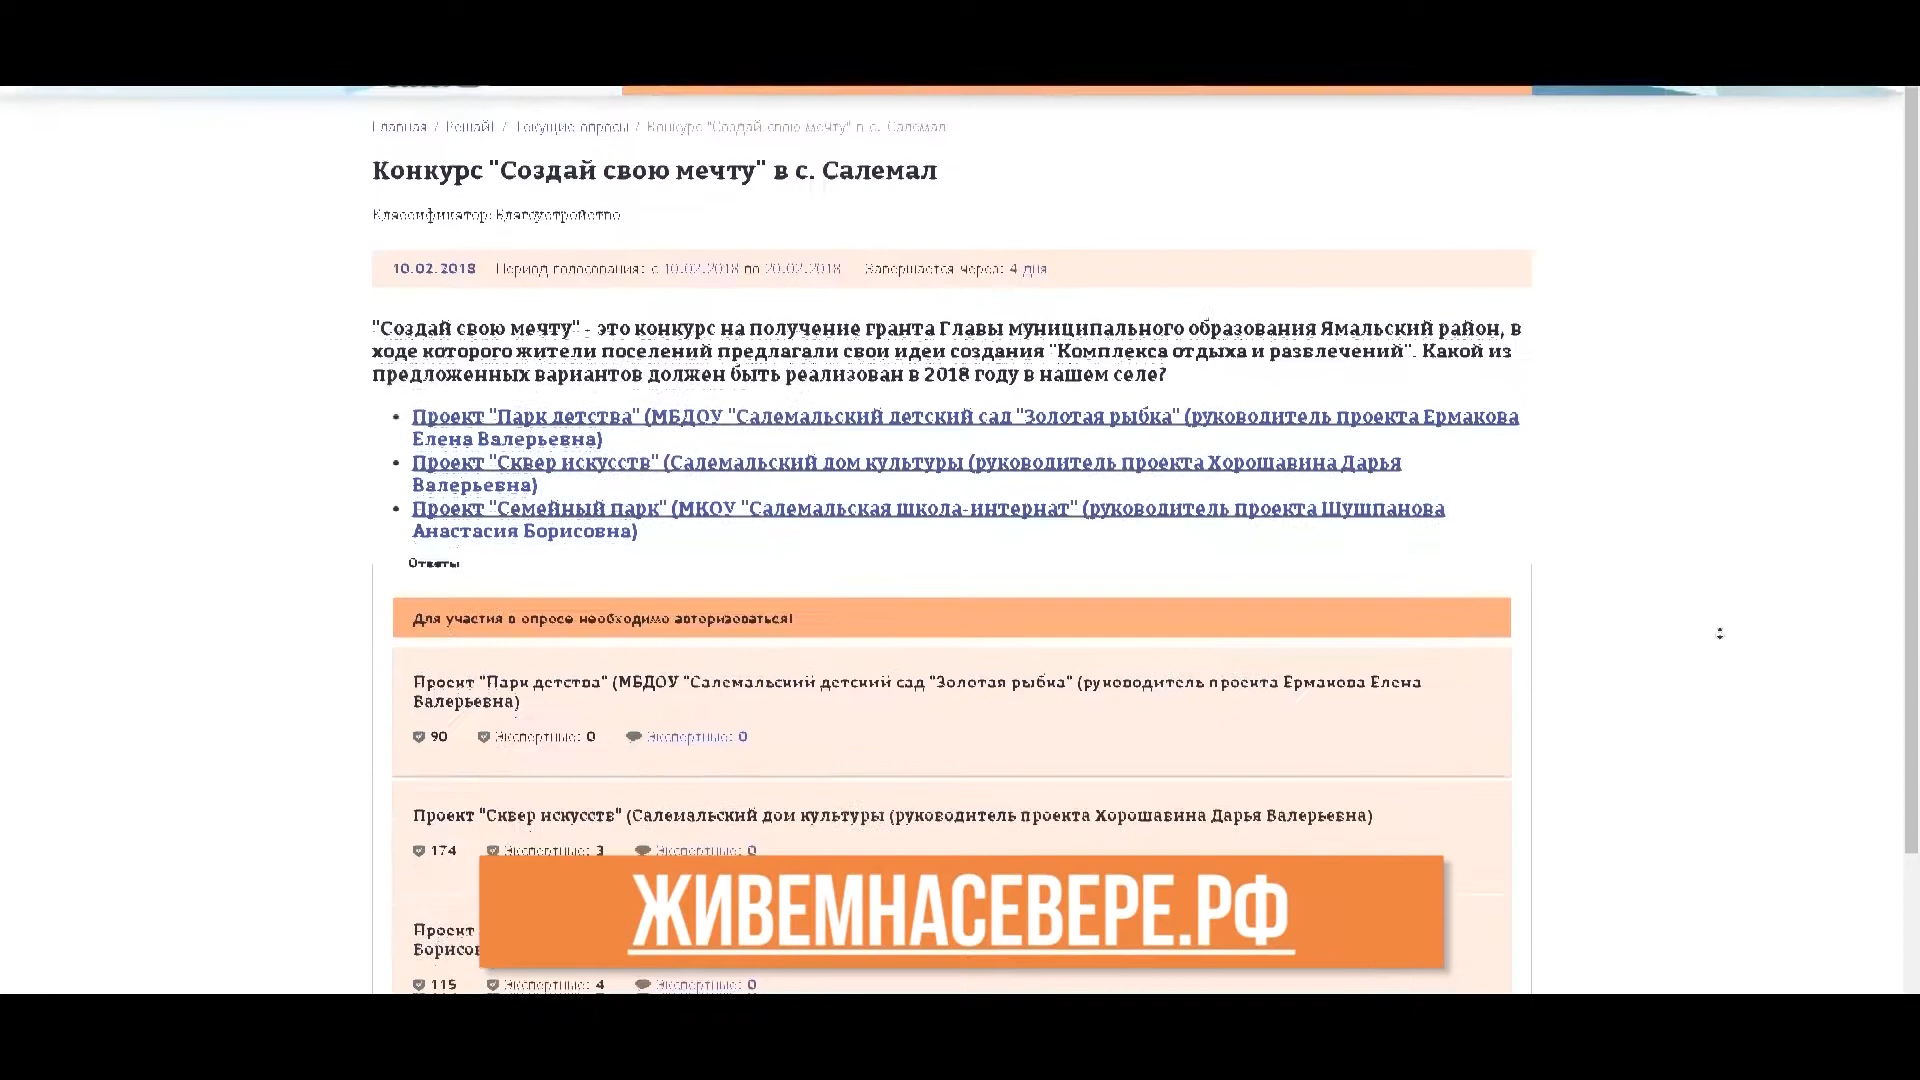 Главная / Решай! / Текущие опросы / Конкурс "Создай свою мечту" в с. Салемал
Конкурс "Создай свою мечту" в с. Салемал
Классификатор: Благоустройство
10.02.2018 Период голосования: с 10.02.2018 по 20.02.2018 Завершается через: 4 дня
"Создай свою мечту" - это конкурс на получение гранта Главы муниципального образования Ямальский район, в
ходе которого жители поселений предлагали свои идеи создания "Комплекса отдыха и развлечений". Какой из
предложенных вариантов должен быть реализован в 2018 году в нашем селе?
• Проект "Парк детства" (МБДОУ "Салемальский детский сад "Золотая рыбка" (руководитель проекта Ермакова
Елена Валерьевна)
• Проект "Сквер искусств" (Салемальский дом культуры (руководитель проекта Хорошавина Дарья
Валерьевна)
• Проект "Семейный парк" (МКОУ "Салемальская школа-интернат" (руководитель проекта Шушпанова
Анастасия Борисовна)
Ответы
Для участия в опросе необходимо авторизоваться!
Проект "Парк детства" (МБДОУ "Салемальский детский сад "Золотая рыбка" (руководитель проекта Ермакова Елена
Валерьевна)
90 Экспертные: 0 Экспертные: 0
Проект "Сквер искусств" (Салемальский дом культуры (руководитель проекта Хорошавина Дарья Валерьевна)
174 Экспертные: 3 Экспертные: 0
Проект
ЖИВЕМНАСЕВЕРЕ.РФ
115 Экспертные: 4 Экспертные: 0